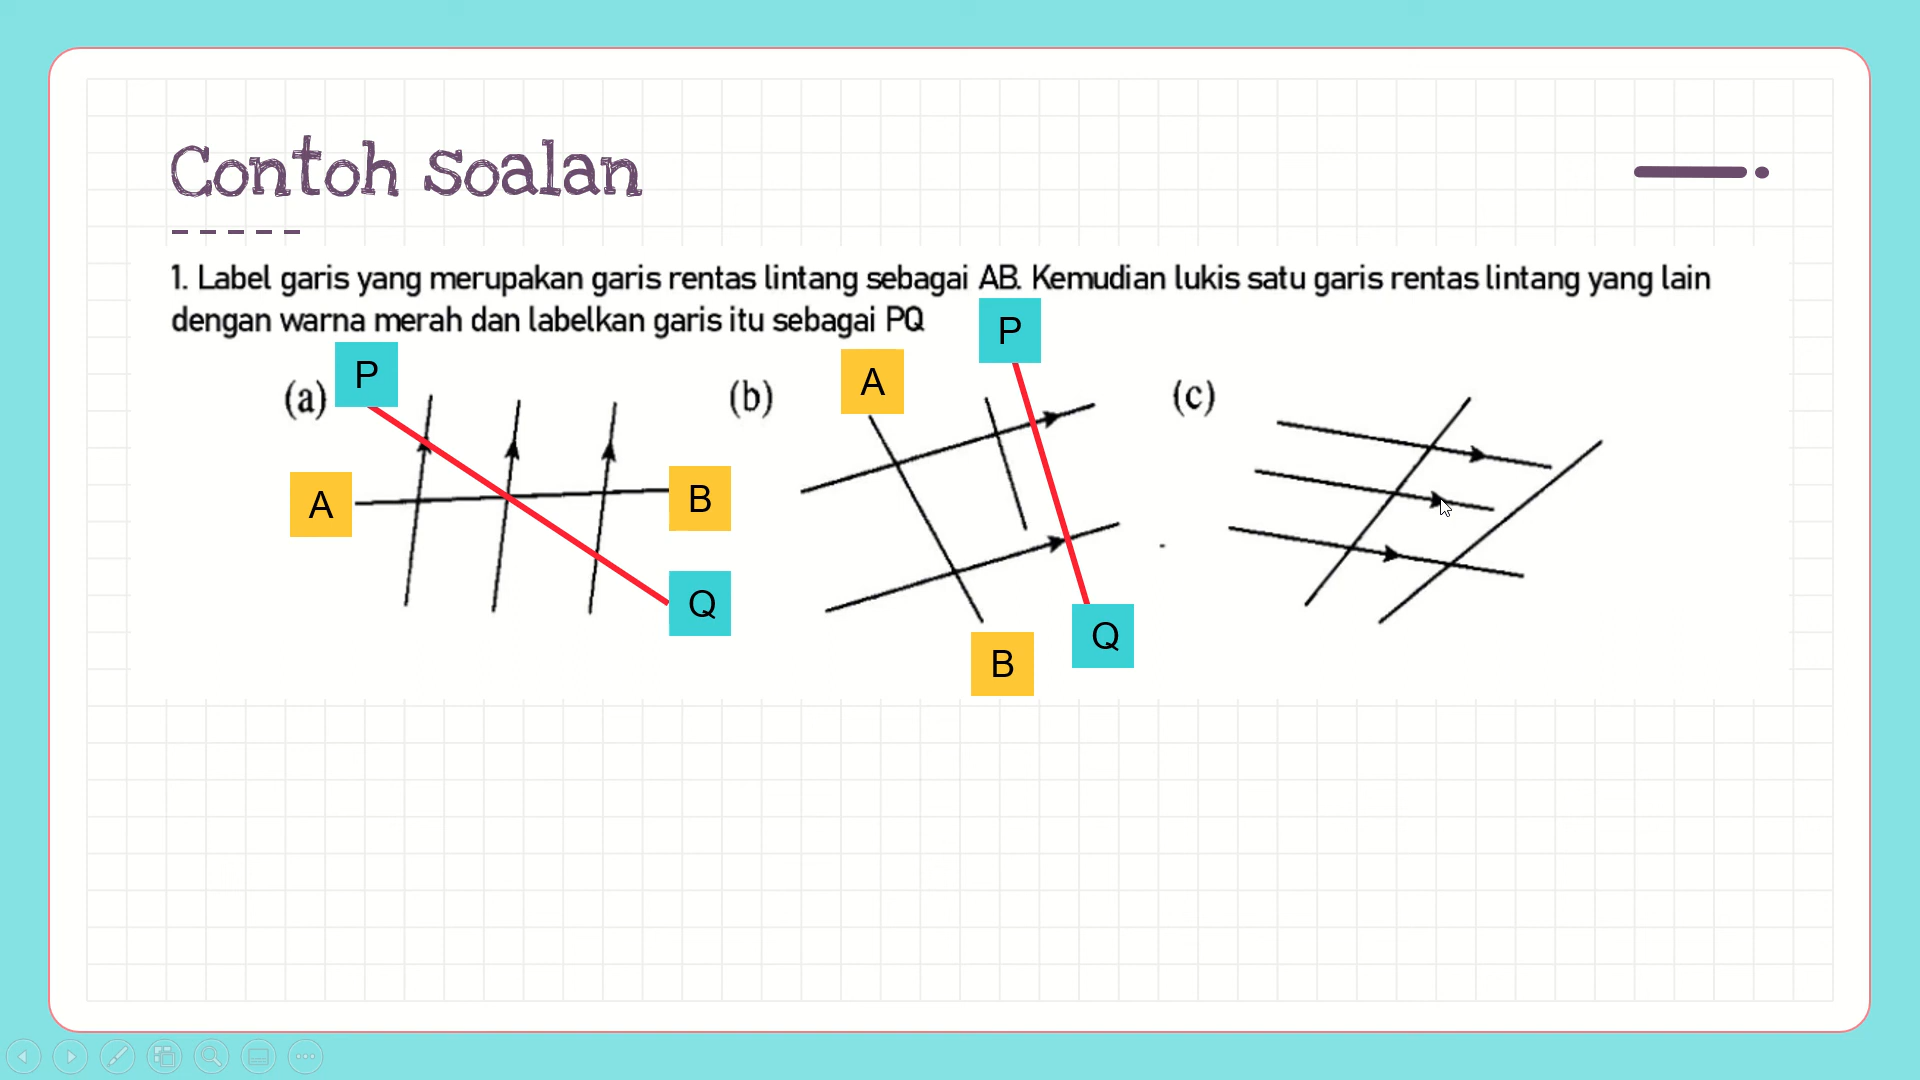 Contoh soalan
1. Label garis yang merupakan garis rentas lintang sebagai AB. Kemudian lukis satu garis rentas lintang yang lain
dengan warna merah dan labelkan garis itu sebagai PQ
(a)
P
A
B
Q
(b)
A
P
B
Q
(c)